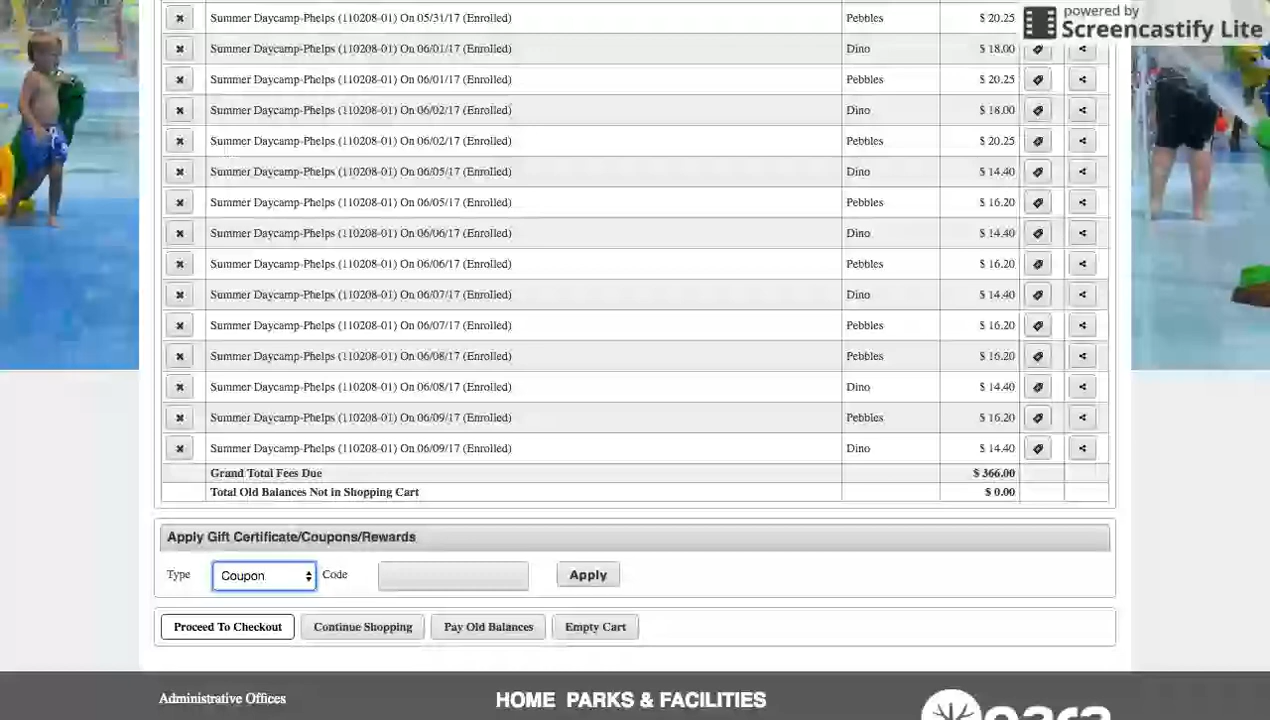 powered by
Screencastify Lite
Summer Daycamp-Phelps (110208-01) On 05/31/17 (Enrolled) Pebbles $ 20.25
Summer Daycamp-Phelps (110208-01) On 06/01/17 (Enrolled) Dino $ 18.00
Summer Daycamp-Phelps (110208-01) On 06/01/17 (Enrolled) Pebbles $ 20.25
Summer Daycamp-Phelps (110208-01) On 06/02/17 (Enrolled) Dino $ 18.00
Summer Daycamp-Phelps (110208-01) On 06/02/17 (Enrolled) Pebbles $ 20.25
Summer Daycamp-Phelps (110208-01) On 06/05/17 (Enrolled) Dino $ 14.40
Summer Daycamp-Phelps (110208-01) On 06/05/17 (Enrolled) Pebbles $ 16.20
Summer Daycamp-Phelps (110208-01) On 06/06/17 (Enrolled) Dino $ 14.40
Summer Daycamp-Phelps (110208-01) On 06/06/17 (Enrolled) Pebbles $ 16.20
Summer Daycamp-Phelps (110208-01) On 06/07/17 (Enrolled) Dino $ 14.40
Summer Daycamp-Phelps (110208-01) On 06/07/17 (Enrolled) Pebbles $ 16.20
Summer Daycamp-Phelps (110208-01) On 06/08/17 (Enrolled) Pebbles $ 16.20
Summer Daycamp-Phelps (110208-01) On 06/08/17 (Enrolled) Dino $ 14.40
Summer Daycamp-Phelps (110208-01) On 06/09/17 (Enrolled) Pebbles $ 16.20
Summer Daycamp-Phelps (110208-01) On 06/09/17 (Enrolled) Dino $ 14.40
Grand Total Fees Due $ 366.00
Total Old Balances Not in Shopping Cart $ 0.00
Apply Gift Certificate/Coupons/Rewards
Type Coupon Code Apply
Proceed To Checkout Continue Shopping Pay Old Balances Empty Cart
Administrative Offices HOME PARKS & FACILITIES